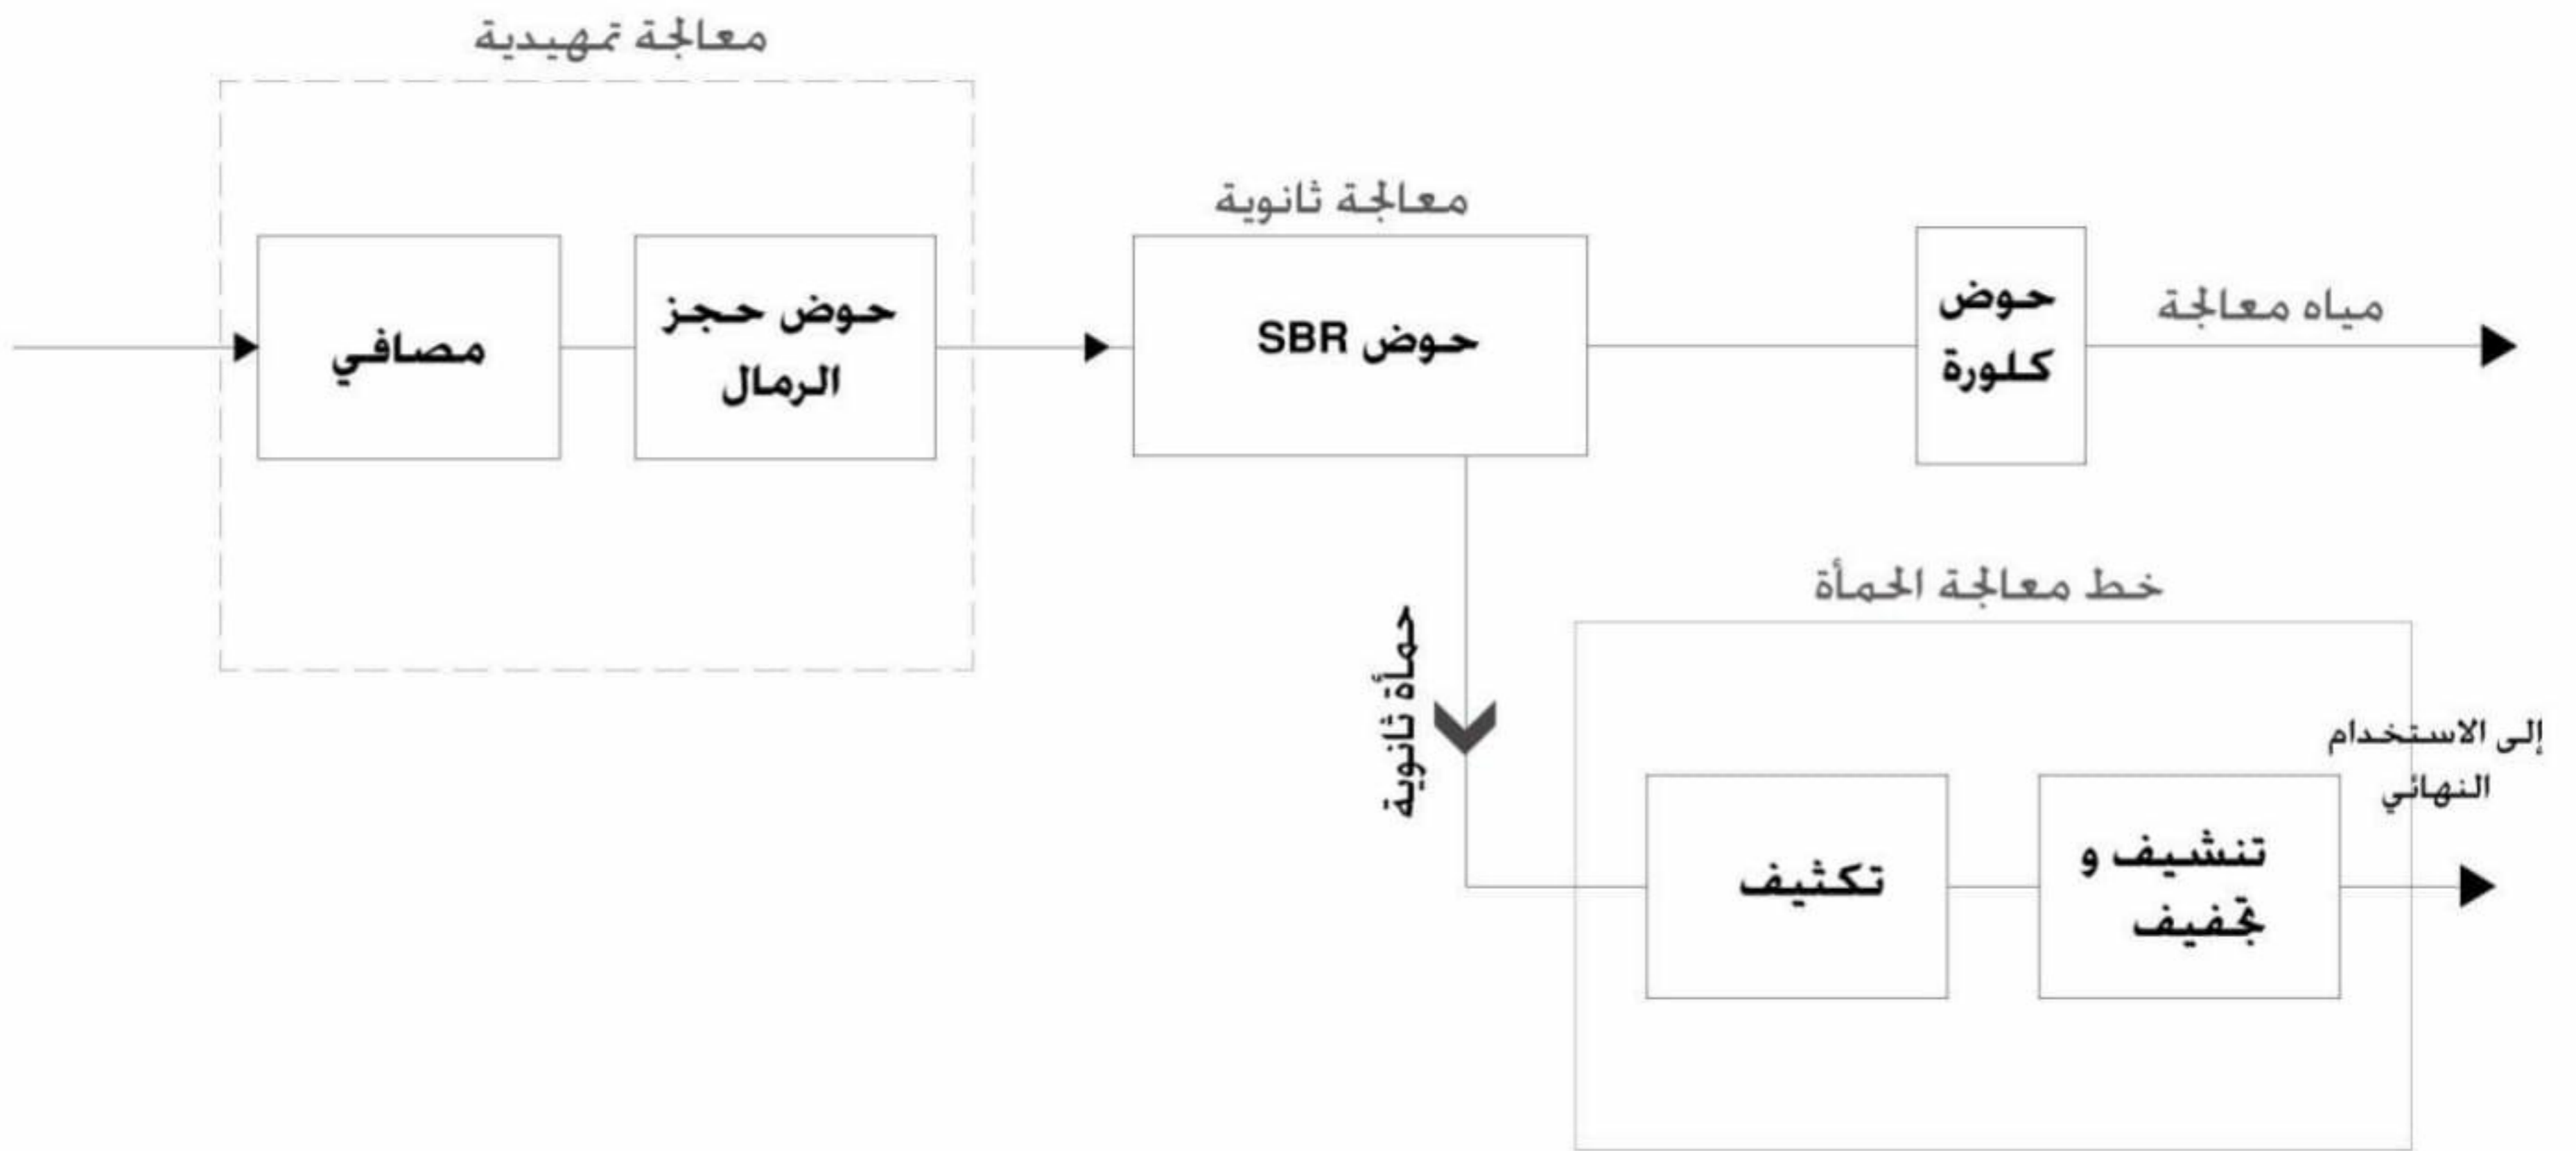 معالجة تمهيدية
مصافي
حوض حجز
الرمال
معالجة ثانوية
حوض SBR
حوض
كلورة
مياه معالجة
حمأة ثانوية
خط معالجة الحمأة
تكثيف
تنشيف و
تجفيف
إلى الاستخدام
النهائي